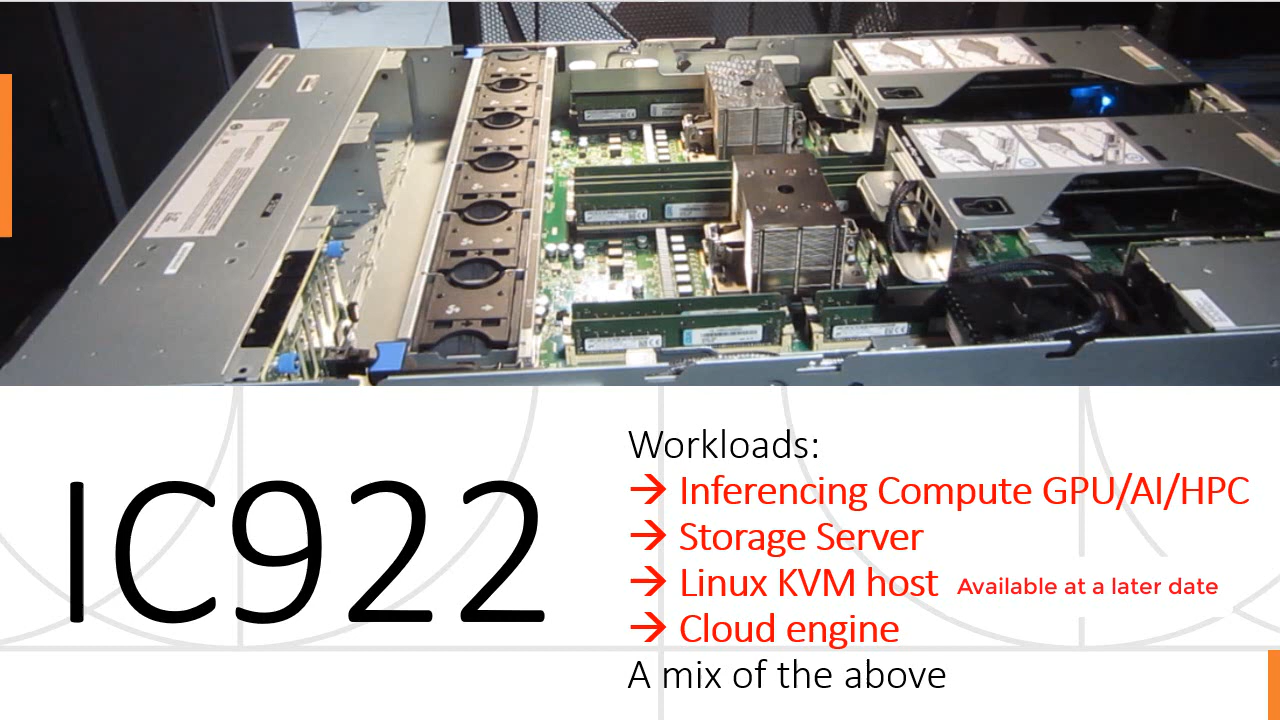 IC922
Workloads:
→ Inferencing Compute GPU/AI/HPC
→ Storage Server
→ Linux KVM host Available at a later date
→ Cloud engine
A mix of the above